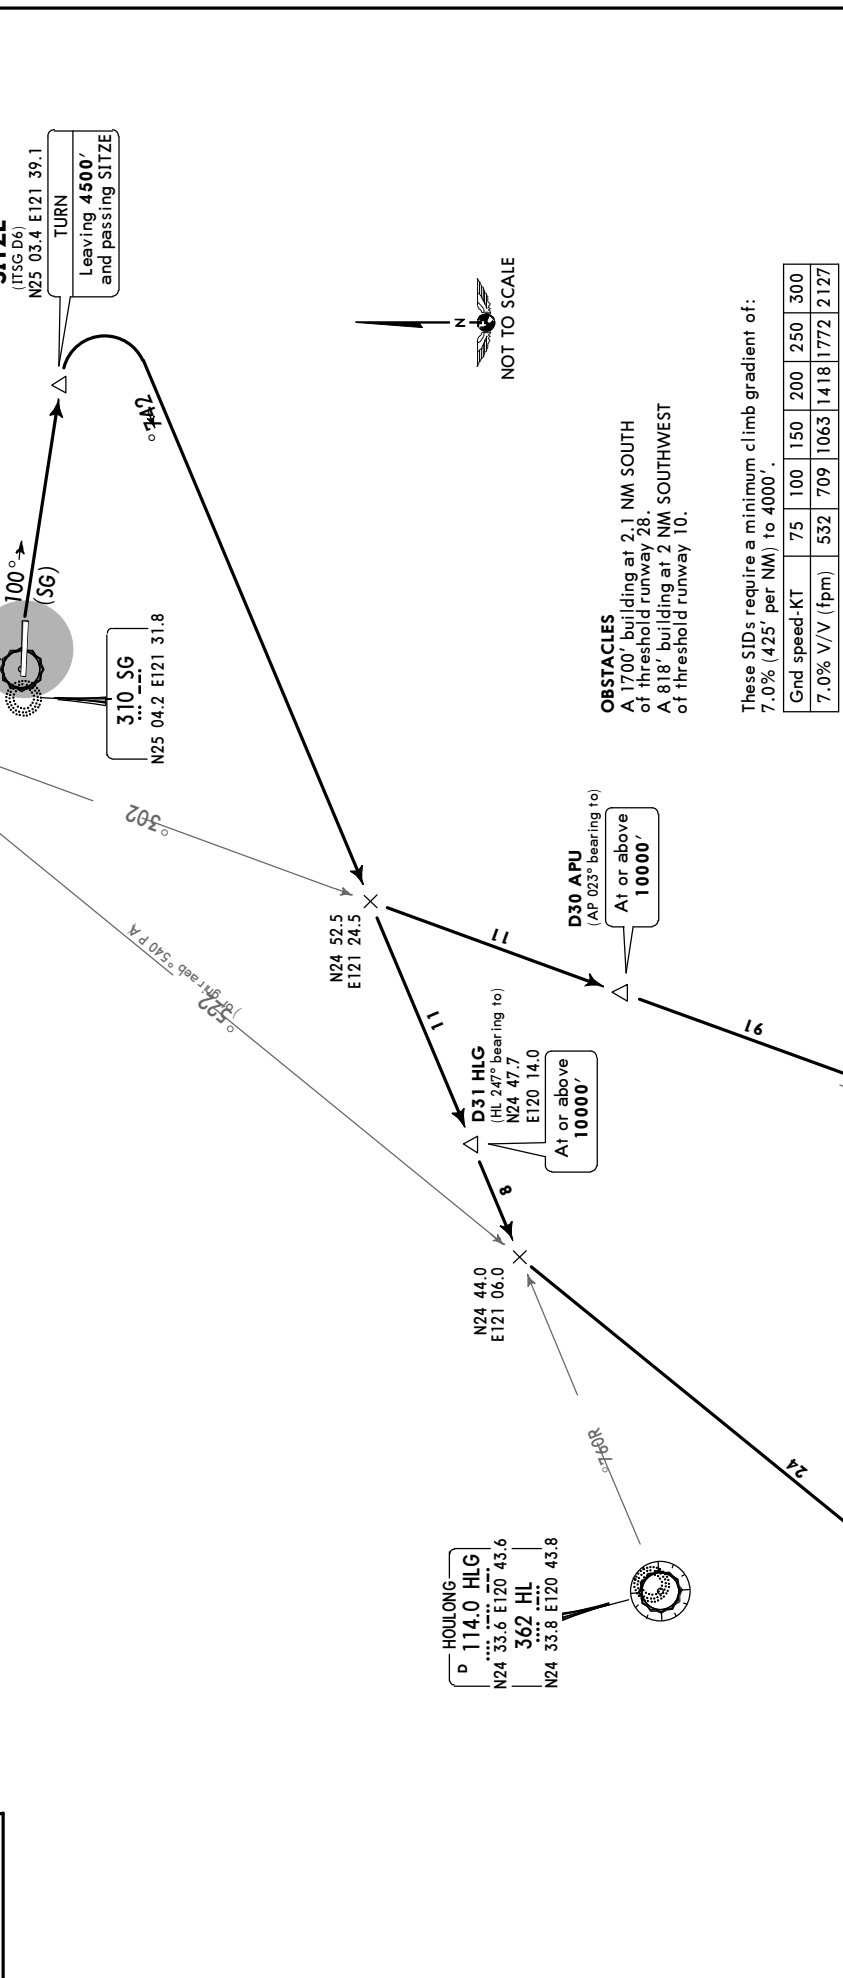 (ITSG D6)
N25 03.4 E121 39.1
TURN
Leaving 4500'
and passing SITZE
100°
(SG)
310 SG
N25 04.2 E121 31.8
N
NOT TO SCALE
OBSTACLES
A 1700' building at 2.1 NM SOUTH
of threshold runway 28.
A 818' building at 2 NM SOUTHWEST
of threshold runway 10.
These SIDs require a minimum climb gradient of:
7.0% (425' per NM) to 4000'.
Gnd speed-KT 75 100 150 200 250 300
7.0% V/V (fpm) 532 709 1063 1418 1772 2127
N24 52.5
E121 24.5
11
11
D30 APU
(AP 023° bearing to)
At or above
10000'
D31 HLG
(HL 247° bearing to)
N24 47.7
E120 14.0
At or above
10000'
8
N24 44.0
E121 06.0
24
HOULONG
D 114.0 HLG
N24 33.6 E120 43.6
362 HL
N24 33.8 E120 43.8